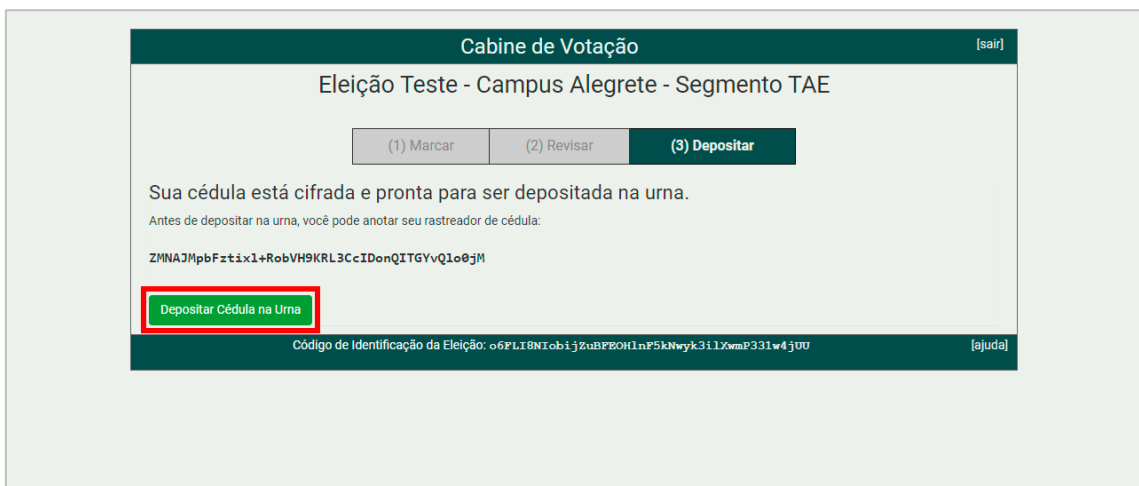 Cabine de Votação
[sair]
Eleição Teste - Campus Alegrete - Segmento TAE
(1) Marcar
(2) Revisar
(3) Depositar
Sua cédula está cifrada e pronta para ser depositada na urna.
Antes de depositar na urna, você pode anotar seu rastreador de cédula:
ZMNAJMpbFztixl+RobVH9KRL3CcIDonQITGYvQlo0jM
Depositar Cédula na Urna
Código de Identificação da Eleição: o6FLI8NIobijZuBFEOHlnF5kNwyk3ilXwmP331w4jUU
[ajuda]